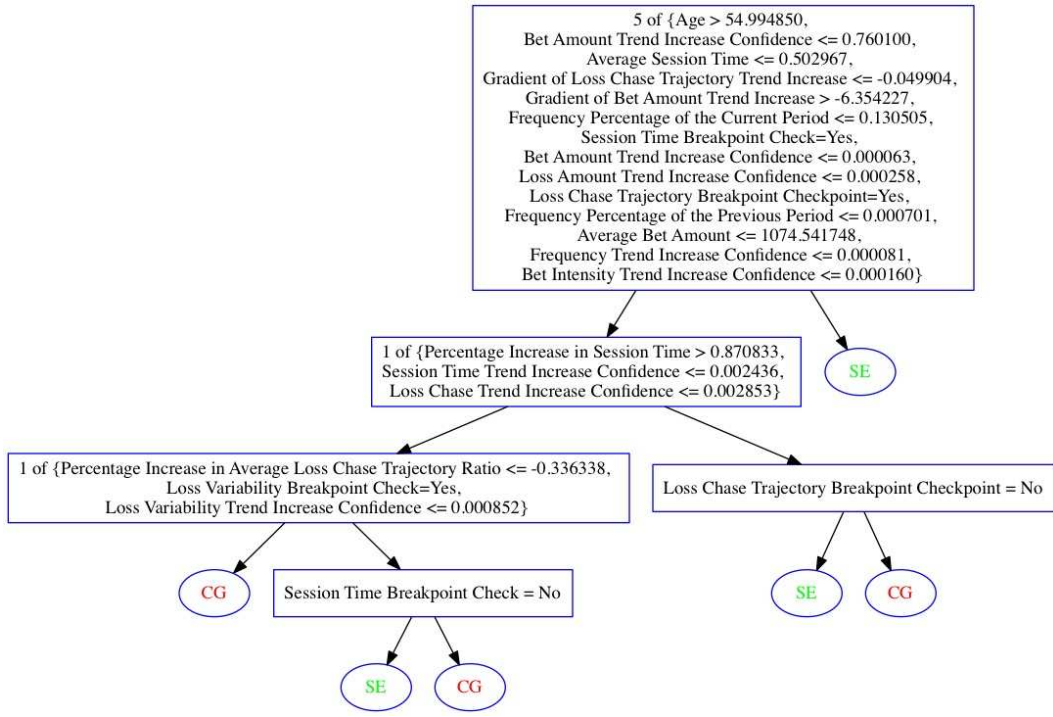 5 of {Age > 54.994850,
Bet Amount Trend Increase Confidence <= 0.760100,
Average Session Time <= 0.502967,
Gradient of Loss Chase Trajectory Trend Increase <= -0.049904,
Gradient of Bet Amount Trend Increase > -6.354227,
Frequency Percentage of the Current Period <= 0.130505,
Session Time Breakpoint Check=Yes,
Bet Amount Trend Increase Confidence <= 0.000063,
Loss Amount Trend Increase Confidence <= 0.000258,
Loss Chase Trajectory Breakpoint Checkpoint=Yes,
Frequency Percentage of the Previous Period <= 0.000701,
Average Bet Amount <= 1074.541748,
Frequency Trend Increase Confidence <= 0.000081,
Bet Intensity Trend Increase Confidence <= 0.000160}
1 of {Percentage Increase in Session Time > 0.870833,
Session Time Trend Increase Confidence <= 0.002436,
Loss Chase Trend Increase Confidence <= 0.002853}
SE
1 of {Percentage Increase in Average Loss Chase Trajectory Ratio <= -0.336338,
Loss Variability Breakpoint Check=Yes,
Loss Variability Trend Increase Confidence <= 0.000852}
Loss Chase Trajectory Breakpoint Checkpoint = No
CG
Session Time Breakpoint Check = No
SE
CG
SE
CG